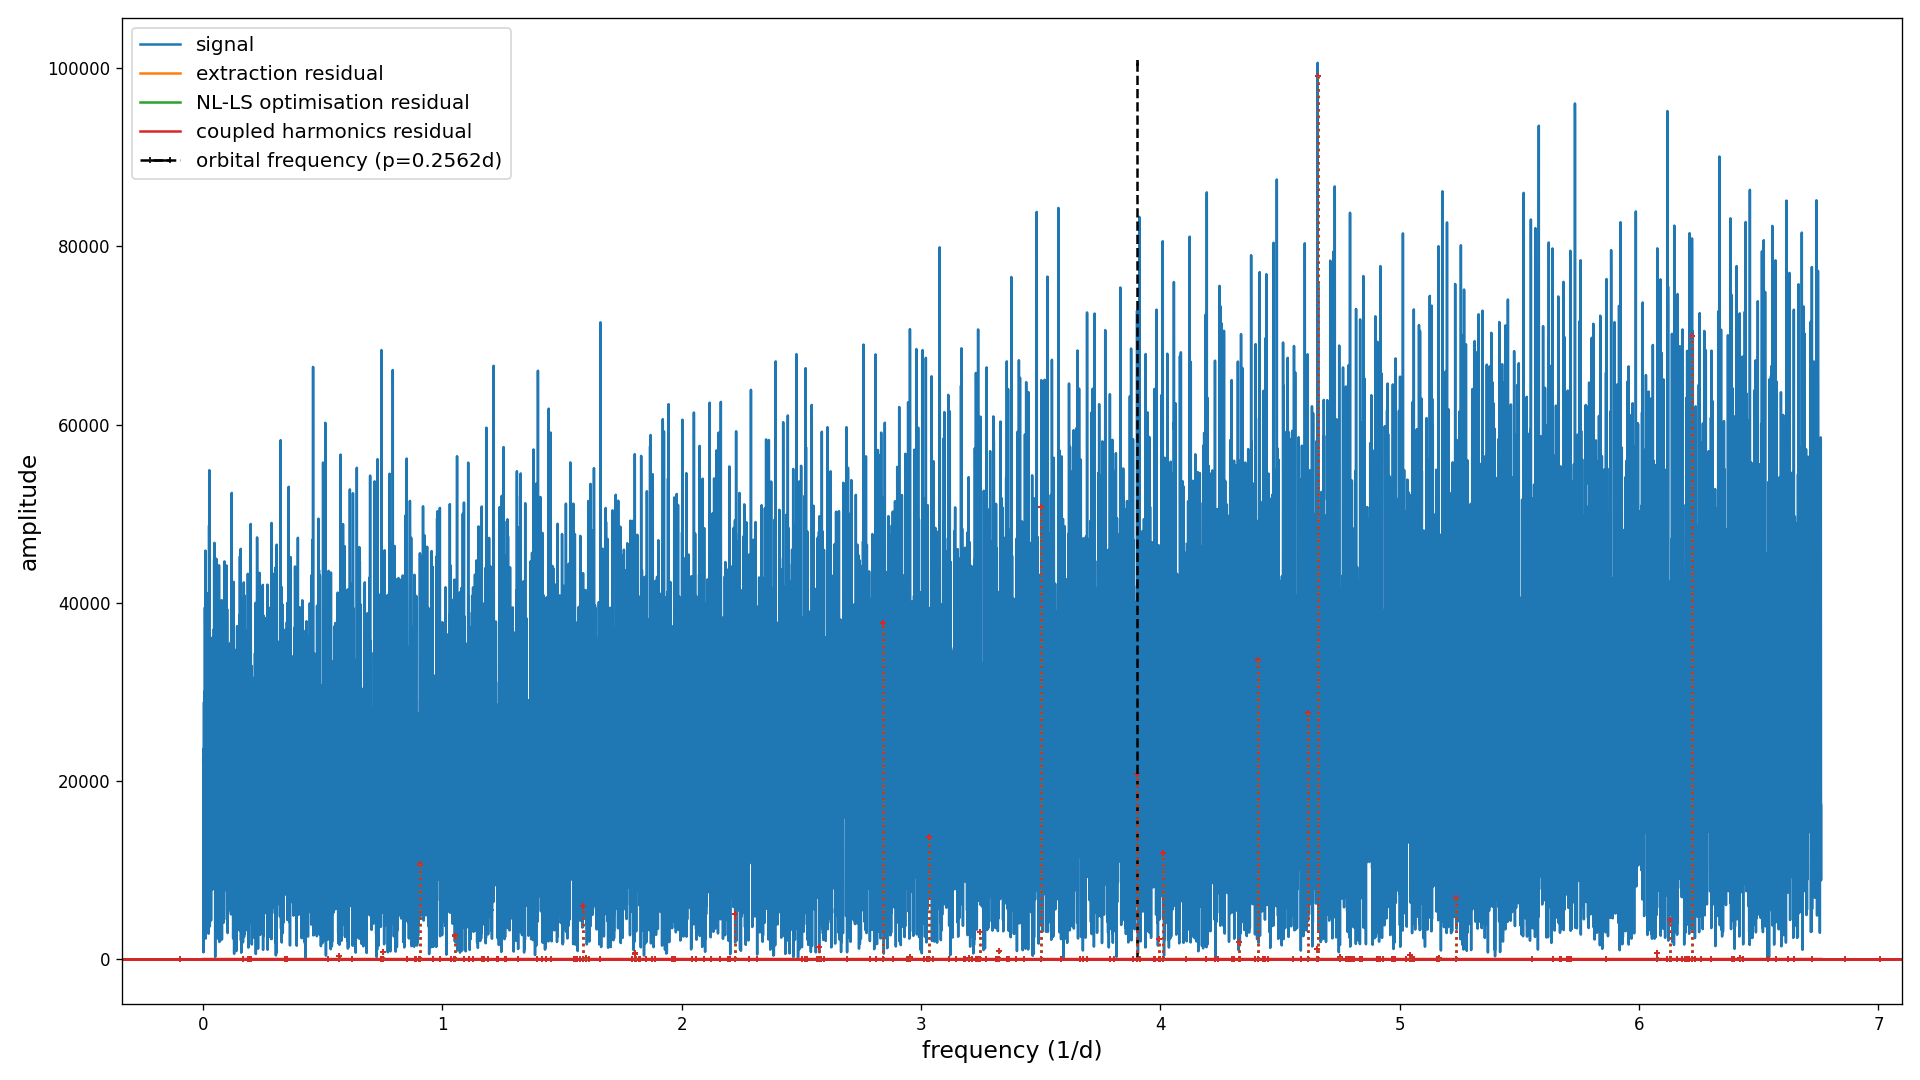 signal
extraction residual
NL-LS optimisation residual
coupled harmonics residual
orbital frequency (p=0.2562d)
100000
80000
60000
40000
20000
0
amplitude
0 1 2 3 4 5 6 7
frequency (1/d)